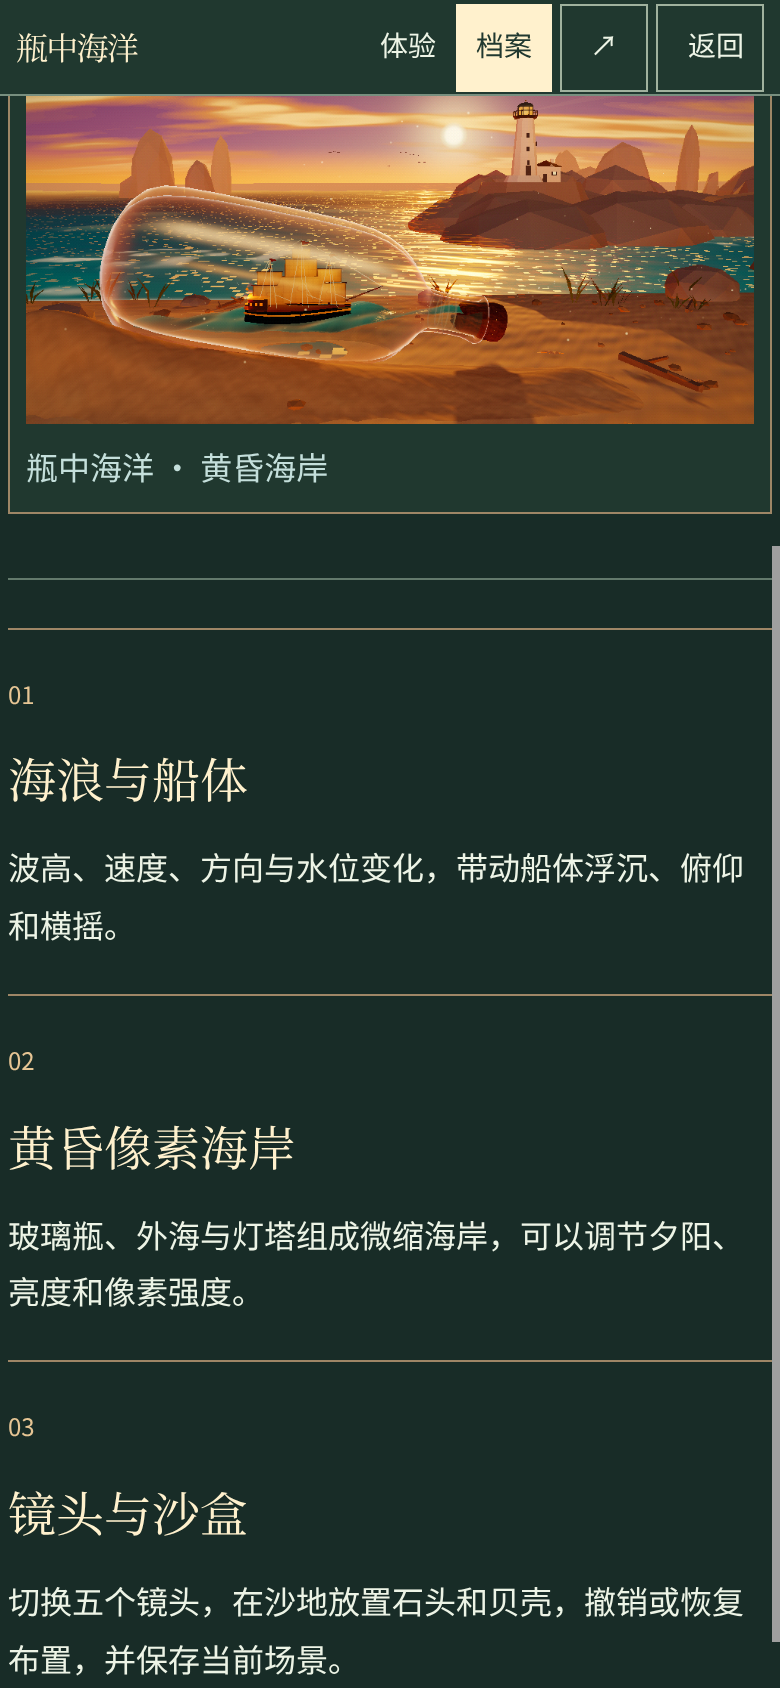 瓶中海洋
体验 档案 ↗ 返回
瓶中海洋 · 黄昏海岸
01
海浪与船体
波高、速度、方向与水位变化，带动船体浮沉、俯仰
和横摇。
02
黄昏像素海岸
玻璃瓶、外海与灯塔组成微缩海岸，可以调节夕阳、
亮度和像素强度。
03
镜头与沙盒
切换五个镜头，在沙地放置石头和贝壳，撤销或恢复
布置，并保存当前场景。